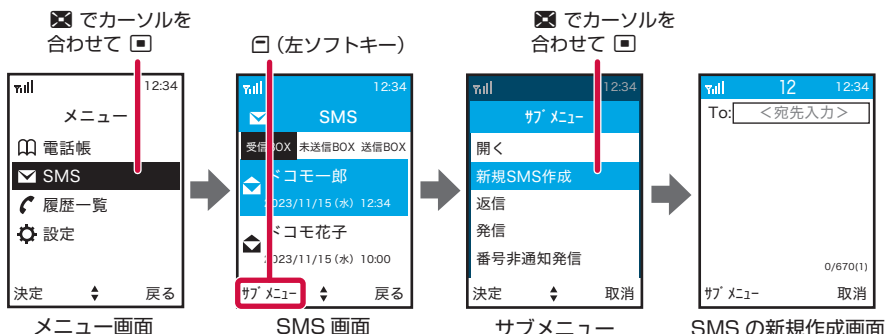 でカーソルを
合わせて
(左ソフトキー)
でカーソルを
合わせて
12:34
メニュー
電話帳
SMS
履歴一覧
設定
決定 戻る
メニュー画面
12:34
SMS
受信BOX 未送信BOX 送信BOX
ドコモ一郎
2023/11/15(水) 12:34
ドコモ花子
2023/11/15(水) 10:00
サブメニュー 戻る
SMS 画面
12:34
サブメニュー
開く
新規SMS作成
返信
発信
番号非通知発信
決定 取消
サブメニュー
12 12:34
To: <宛先入力>
0/670(1)
サブメニュー 取消
SMS の新規作成画面